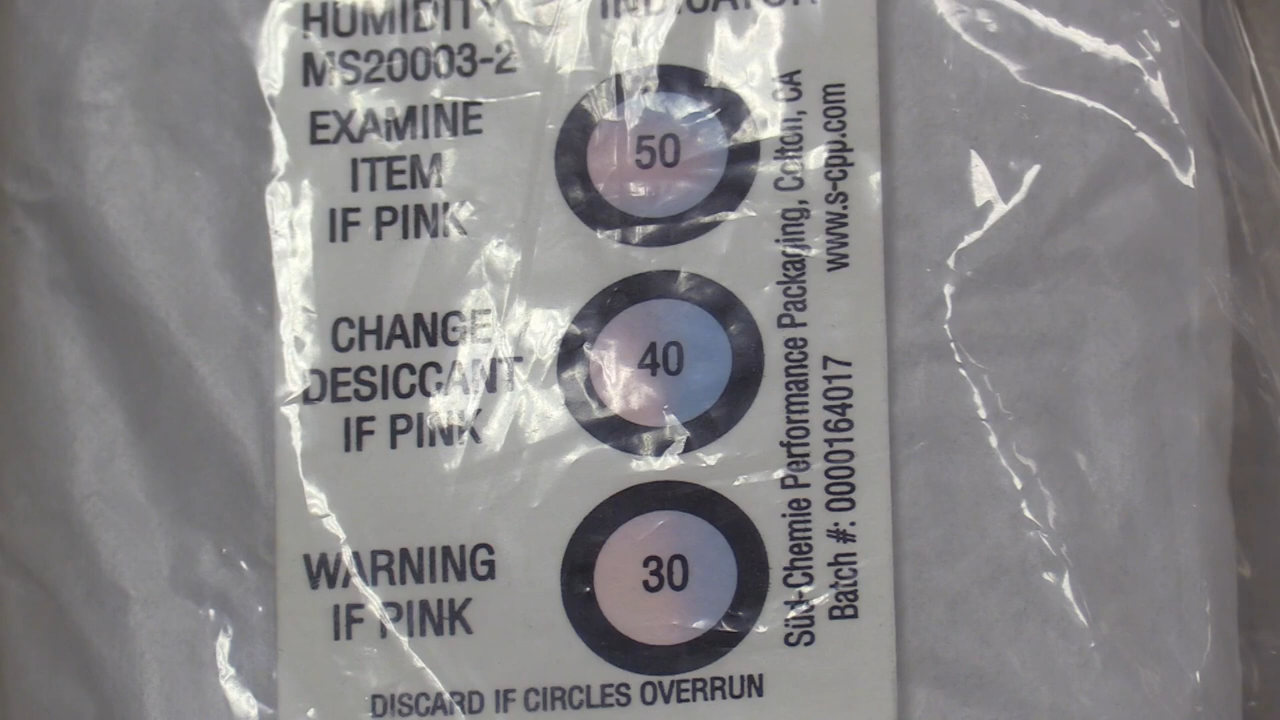 HUMIDITY INDICATOR
MS20003-2
EXAMINE
ITEM
IF PINK
50
CHANGE
DESICCANT
IF PINK
40
WARNING
IF PINK
30
DISCARD IF CIRCLES OVERRUN
Süd-Chemie Performance Packaging, Colton, CA
Batch #: 0000164017 www.s-cpp.com